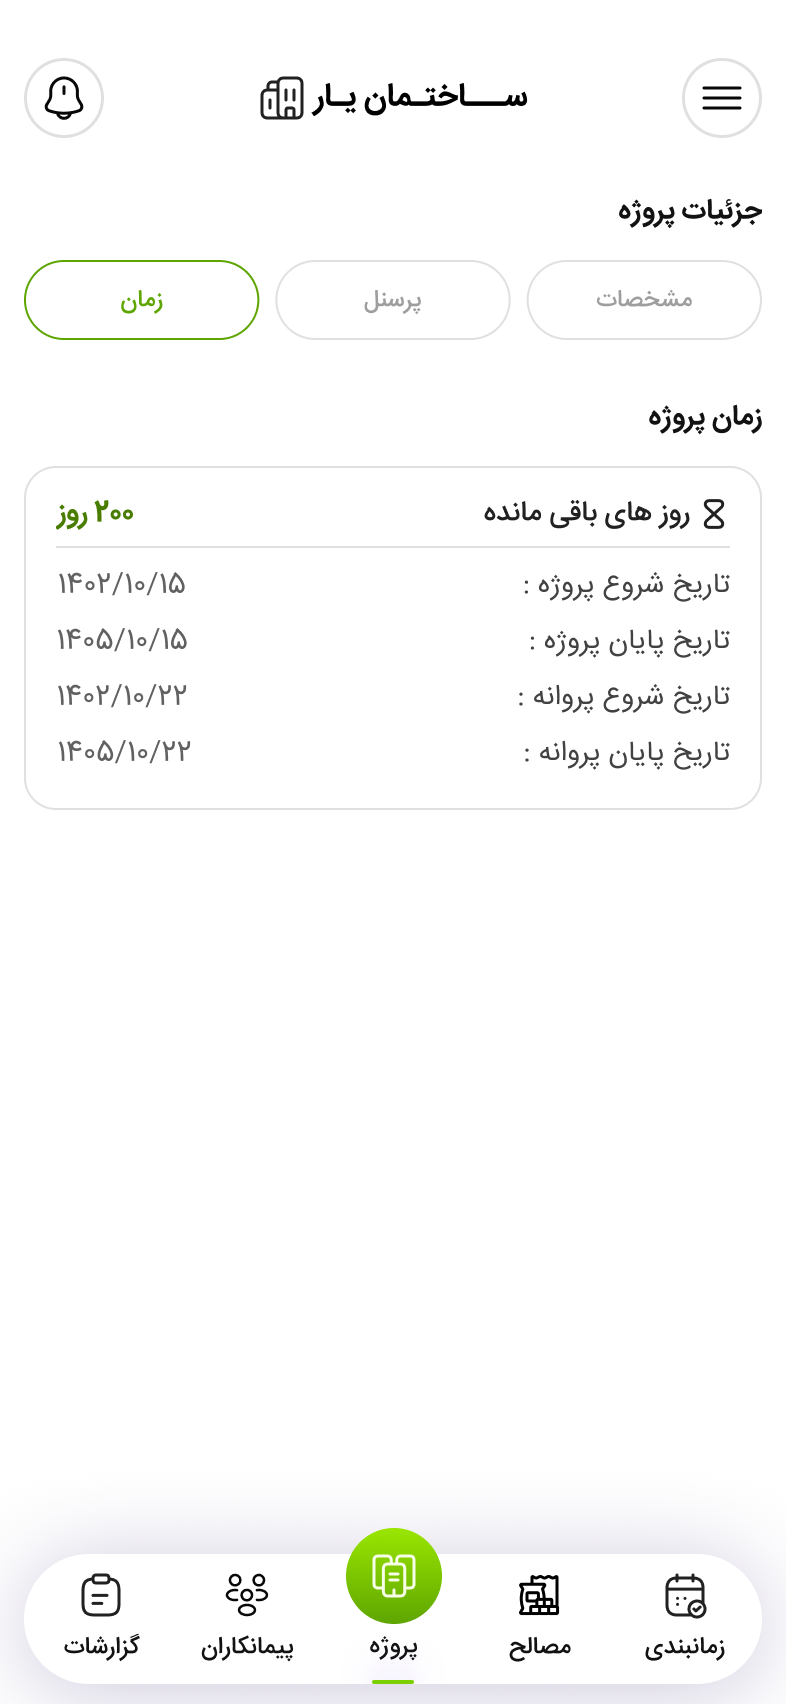 ســـاختـمان یـار
جزئیات پروژه
مشخصات
پرسنل
زمان
زمان پروژه
روز های باقی مانده
۲۰۰ روز
تاریخ شروع پروژه :
۱۴۰۲/۱۰/۱۵
تاریخ پایان پروژه :
۱۴۰۵/۱۰/۱۵
تاریخ شروع پروانه :
۱۴۰۲/۱۰/۲۲
تاریخ پایان پروانه :
۱۴۰۵/۱۰/۲۲
زمانبندی
مصالح
پروژه
پیمانکاران
گزارشات